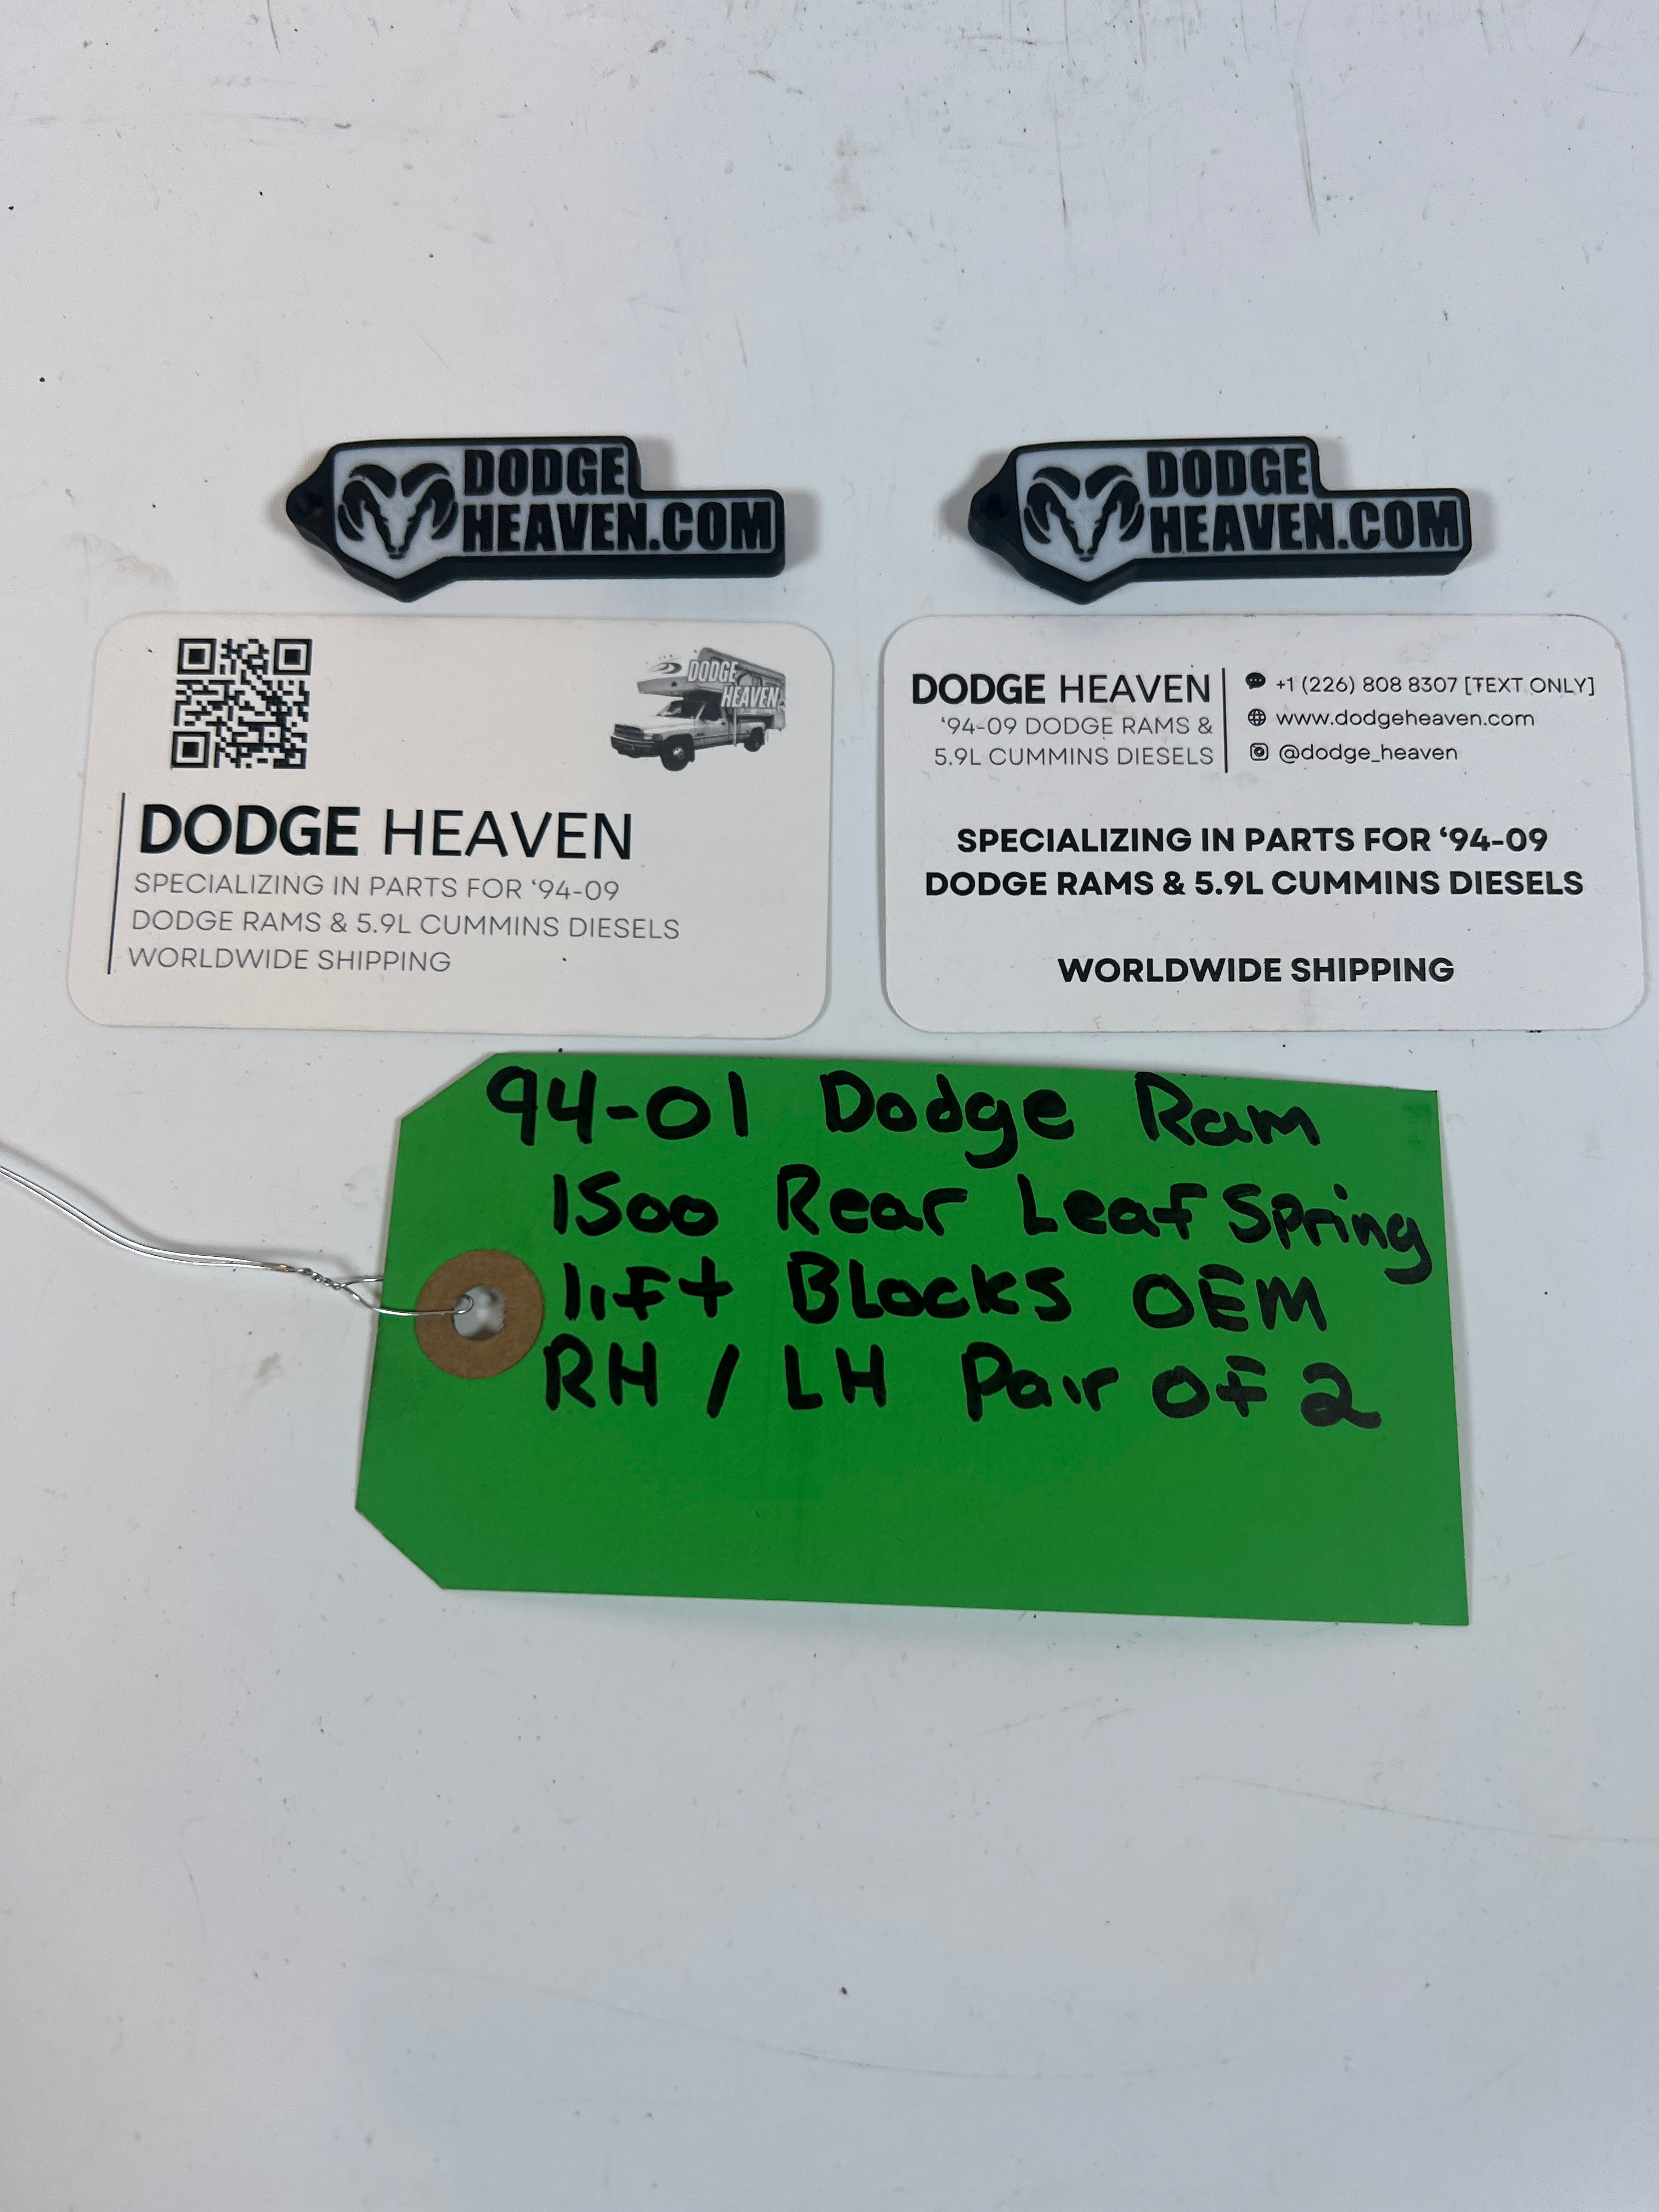 DODGE
HEAVEN.COM
DODGE
HEAVEN.COM
DODGE
HEAVEN
DODGE HEAVEN
SPECIALIZING IN PARTS FOR ‘94-09
DODGE RAMS & 5.9L CUMMINS DIESELS
WORLDWIDE SHIPPING
DODGE HEAVEN
‘94-09 DODGE RAMS &
5.9L CUMMINS DIESELS
+1 (226) 808 8307 [TEXT ONLY]
www.dodgeheaven.com
@dodge_heaven
SPECIALIZING IN PARTS FOR ‘94-09
DODGE RAMS & 5.9L CUMMINS DIESELS
WORLDWIDE SHIPPING
94-01 Dodge Ram
1500 Rear Leaf Spring
lift Blocks OEM
RH / LH Pair of 2